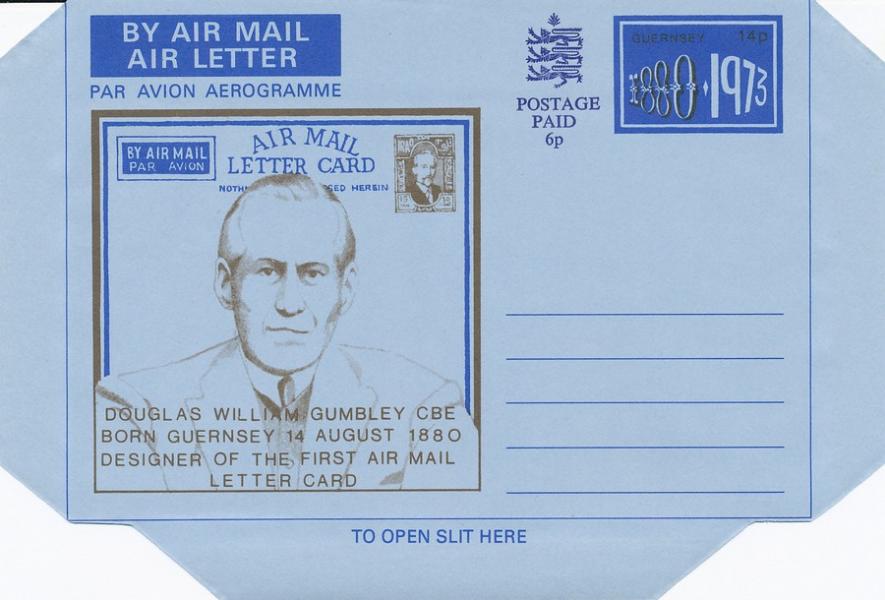 BY AIR MAIL
AIR LETTER
PAR AVION AEROGRAMME
POSTAGE
PAID
6p
GUERNSEY 14p
1880 · 1973
BY AIR MAIL
PAR AVION
AIR MAIL
LETTER CARD
IRAQ
DOUGLAS WILLIAM GUMBLEY CBE
BORN GUERNSEY 14 AUGUST 1880
DESIGNER OF THE FIRST AIR MAIL
LETTER CARD
TO OPEN SLIT HERE